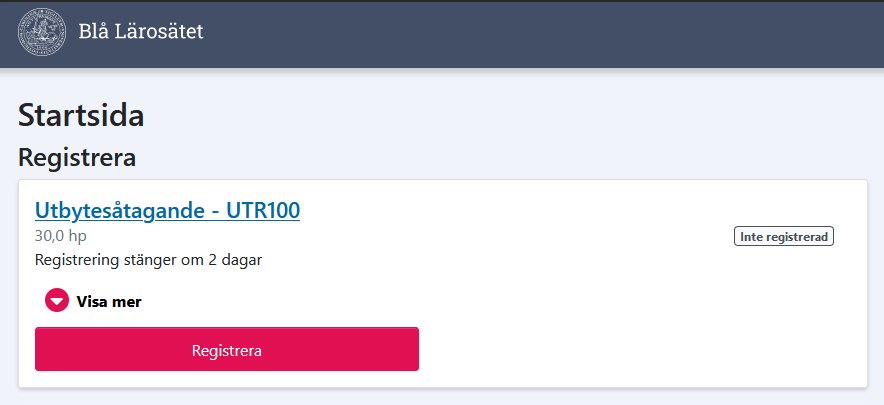 Blå Lärosätet
Startsida
Registrera
Utbytesåtagande - UTR100
30,0 hp
Inte registrerad
Registrering stänger om 2 dagar
Visa mer
Registrera